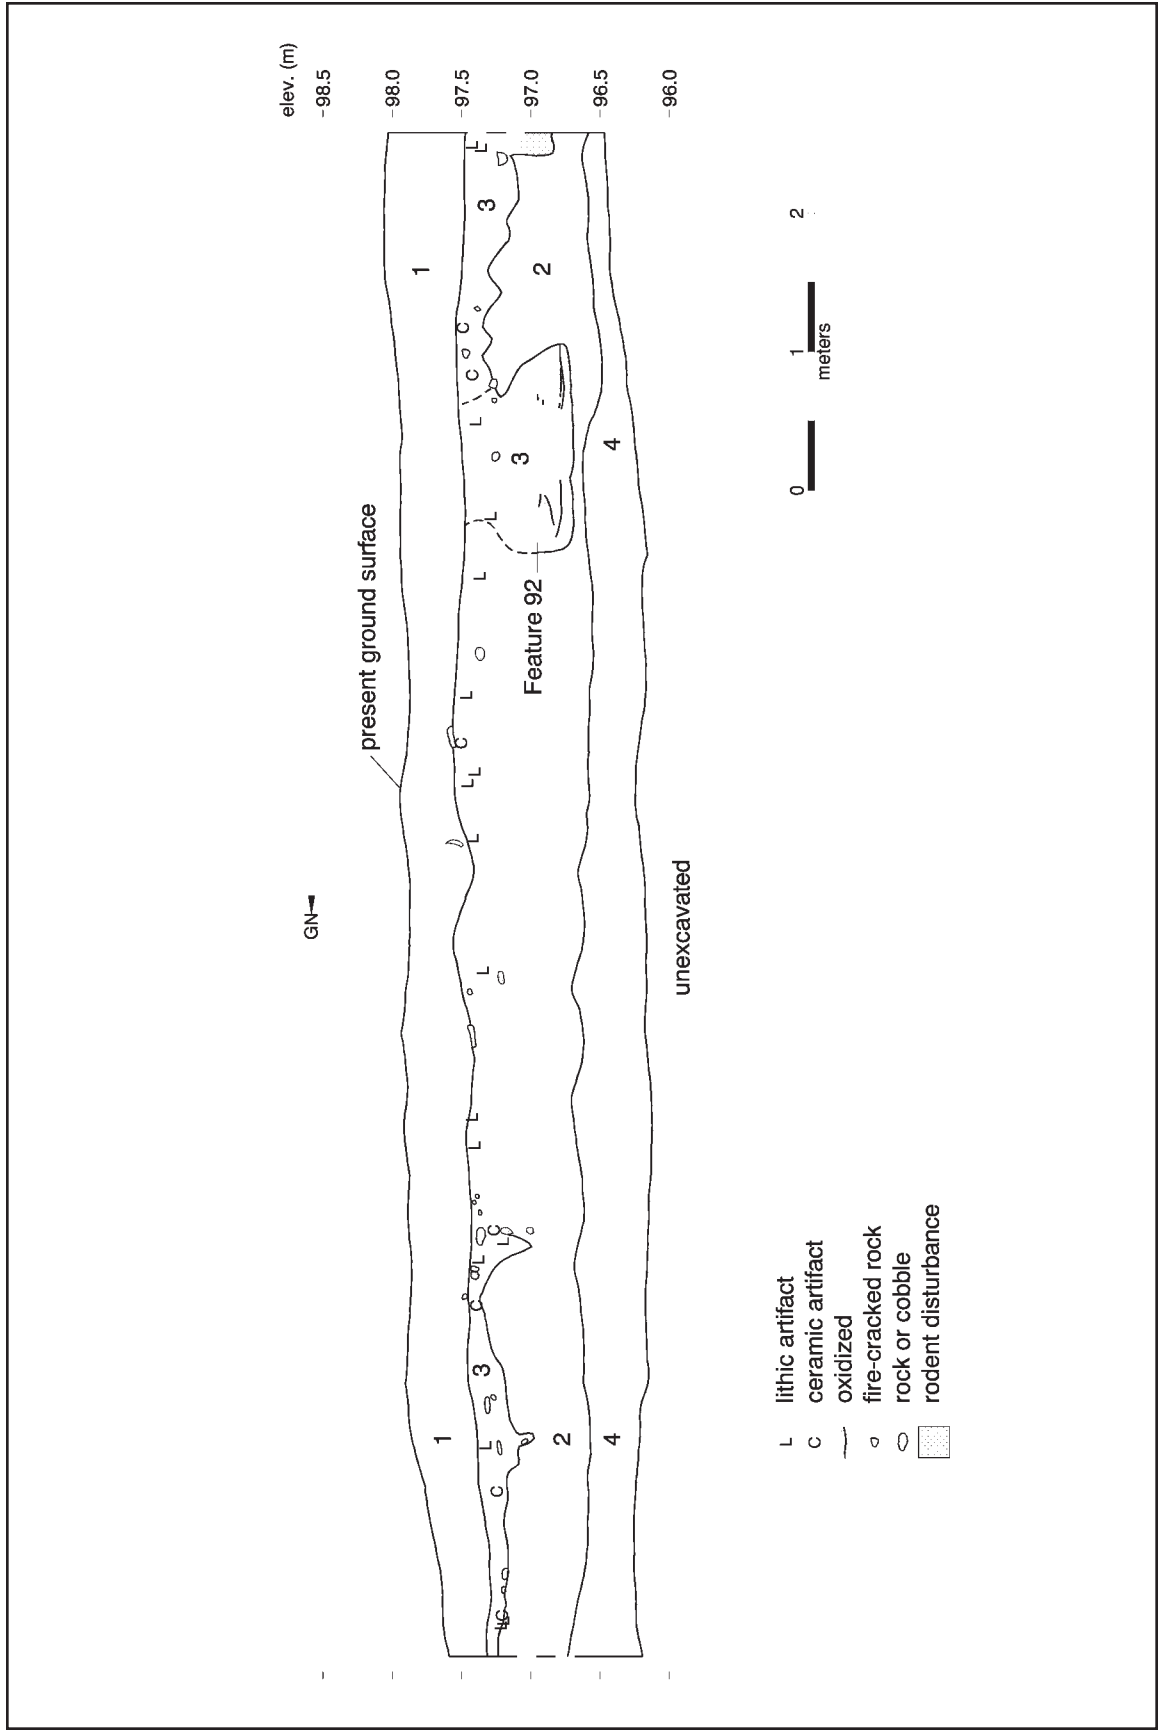 elev. (m)
98.5
98.0
97.5
97.0
96.5
96.0
GN
present ground surface
1
1
3
C
L
L
C
L
C
L
C
L
L
L
L
L
L
C
L
L
L
L
C
C
L
L
3
3
2
2
Feature 92
4
4
unexcavated
0
1
2
meters
L lithic artifact
C ceramic artifact
oxidized
fire-cracked rock
rock or cobble
rodent disturbance